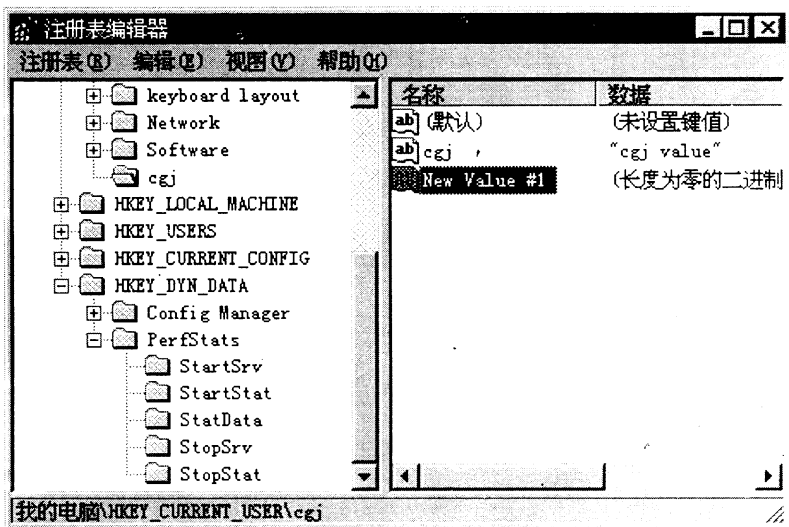 注册表编辑器
注册表(R) 编辑(E) 视图(V) 帮助(H)
keyboard layout
Network
Software
cgj
HKEY_LOCAL_MACHINE
HKEY_USERS
HKEY_CURRENT_CONFIG
HKEY_DYN_DATA
Config Manager
PerfStats
StartSrv
StartStat
StatData
StopSrv
StopStat
名称 数据
ab (默认) (未设置键值)
ab cgj "cgj value"
New Value #1 (长度为零的二进制
我的电脑\HKEY_CURRENT_USER\cgj